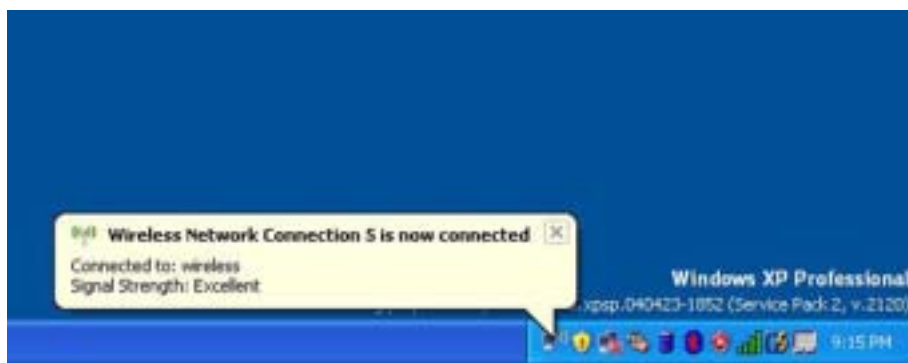 Wireless Network Connection 5 is now connected
Connected to: wireless
Signal Strength: Excellent
Windows XP Professional
xpsp.040423-1852 (Service Pack 2, v.2120)
9:15 PM